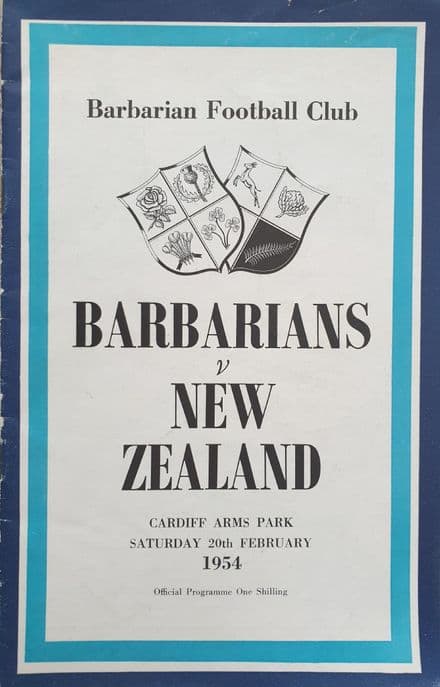 Barbarian Football Club
BARBARIANS
v
NEW
ZEALAND
CARDIFF ARMS PARK
SATURDAY 20th FEBRUARY
1954
Official Programme One Shilling